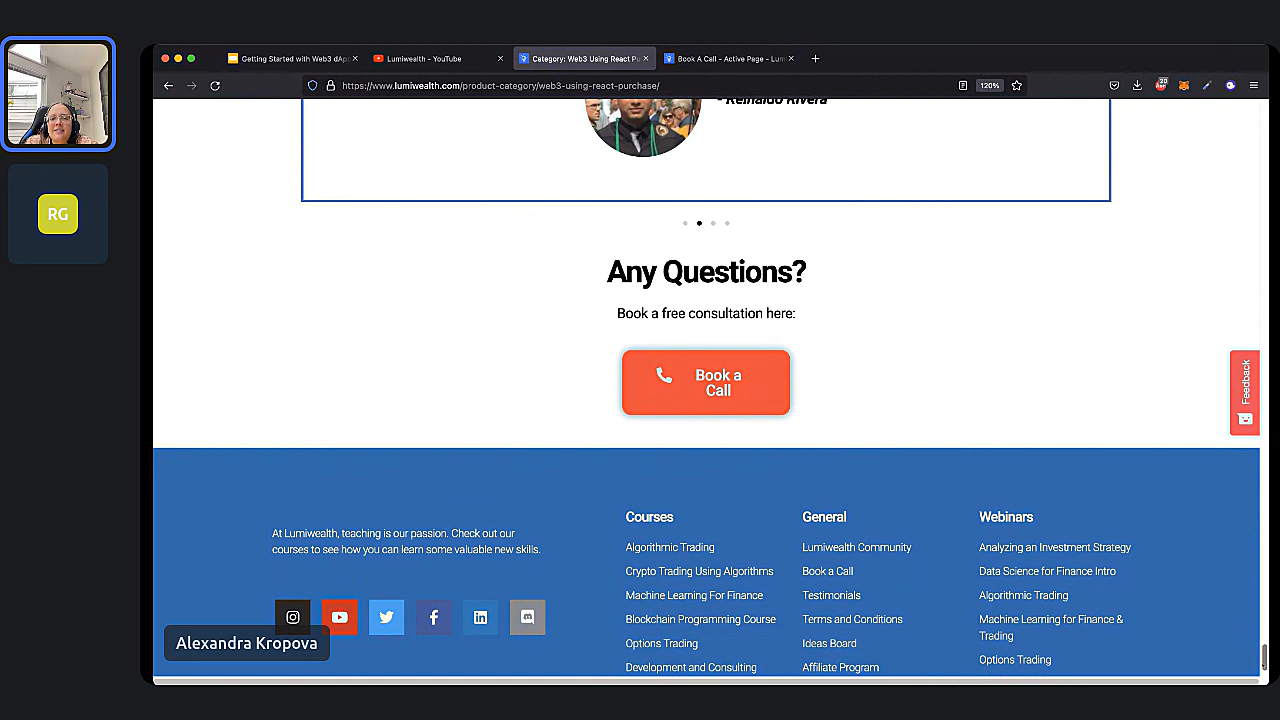 Getting Started with Web3 dAp
Lumiwealth - YouTube
Category: Web3 Using React Pu
Book A Call - Active Page - Lum
https://www.lumiwealth.com/product-category/web3-using-react-purchase/
120%
20
RG
- Reinaldo Rivera
Any Questions?
Book a free consultation here:
Book a
Call
Feedback
At Lumiwealth, teaching is our passion. Check out our
courses to see how you can learn some valuable new skills.
Courses
Algorithmic Trading
Crypto Trading Using Algorithms
Machine Learning For Finance
Blockchain Programming Course
Options Trading
Development and Consulting
General
Lumiwealth Community
Book a Call
Testimonials
Terms and Conditions
Ideas Board
Affiliate Program
Webinars
Analyzing an Investment Strategy
Data Science for Finance Intro
Algorithmic Trading
Machine Learning for Finance &
Trading
Options Trading
Alexandra Kropova